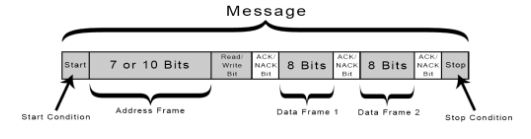 Message
Start
7 or 10 Bits
Read/
Write
Bit
ACK/
NACK
Bit
8 Bits
ACK/
NACK
Bit
8 Bits
ACK/
NACK
Bit
Stop
Start Condition
Address Frame
Data Frame 1
Data Frame 2
Stop Condition